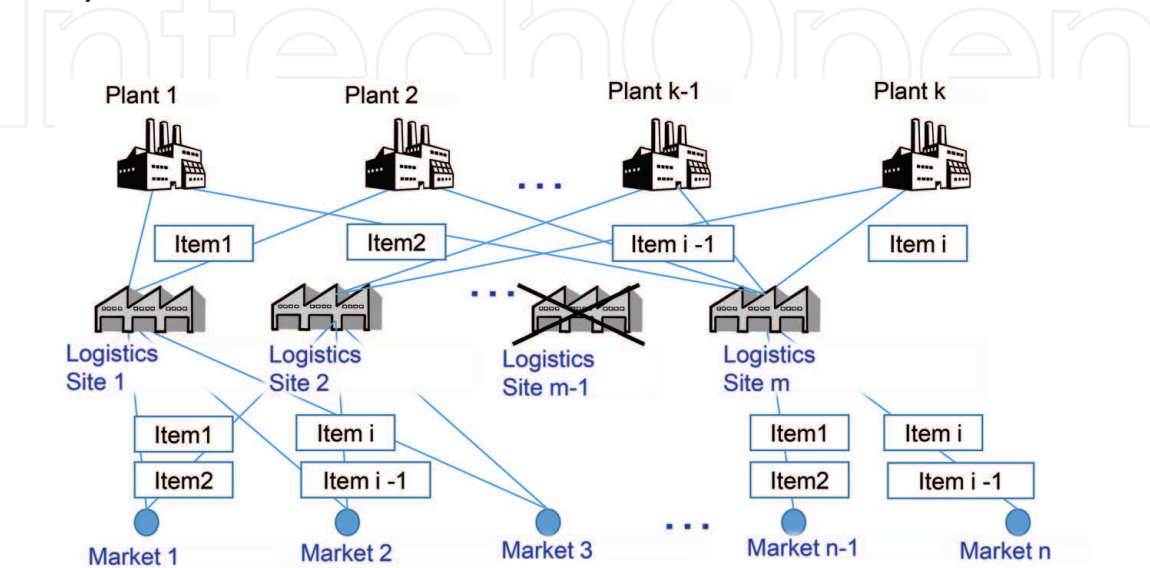 IntechOpen
Plant 1
Plant 2
Plant k-1
Plant k
...
Item1
Item2
Item i -1
Item i
...
Logistics
Site 1
Logistics
Site 2
Logistics
Site m-1
Logistics
Site m
Item1
Item i
Item1
Item i
Item2
Item i -1
Item2
Item i -1
...
Market 1
Market 2
Market 3
Market n-1
Market n